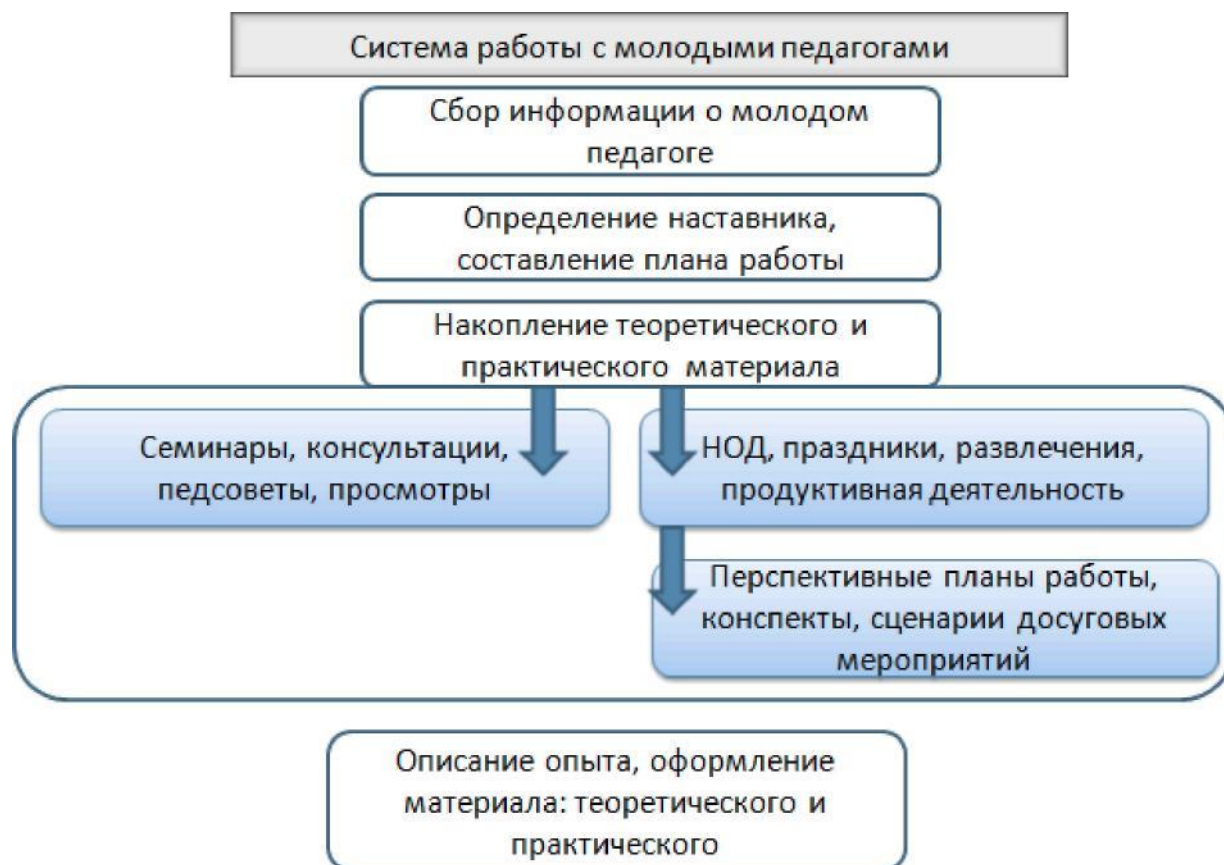 Система работы с молодыми педагогами
Сбор информации о молодом
педагоге
Определение наставника,
составление плана работы
Накопление теоретического и
практического материала
Семинары, консультации,
педсоветы, просмотры
НОД, праздники, развлечения,
продуктивная деятельность
Перспективные планы работы,
конспекты, сценарии досуговых
мероприятий
Описание опыта, оформление
материала: теоретического и
практического